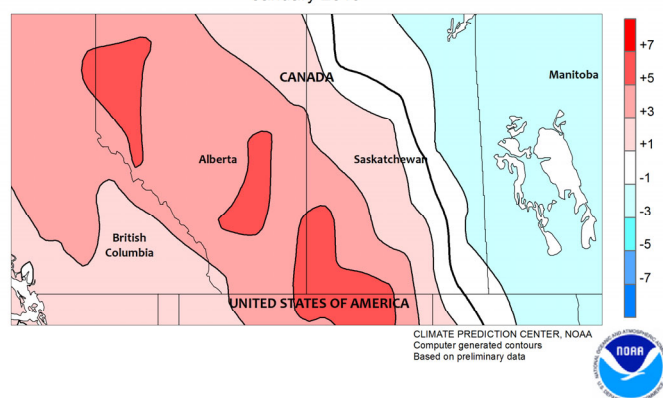 CANADA
Manitoba
Alberta
Saskatchewan
British
Columbia
UNITED STATES OF AMERICA
+7
+5
+3
+1
-1
-3
-5
-7
CLIMATE PREDICTION CENTER, NOAA
Computer generated contours
Based on preliminary data
NOAA